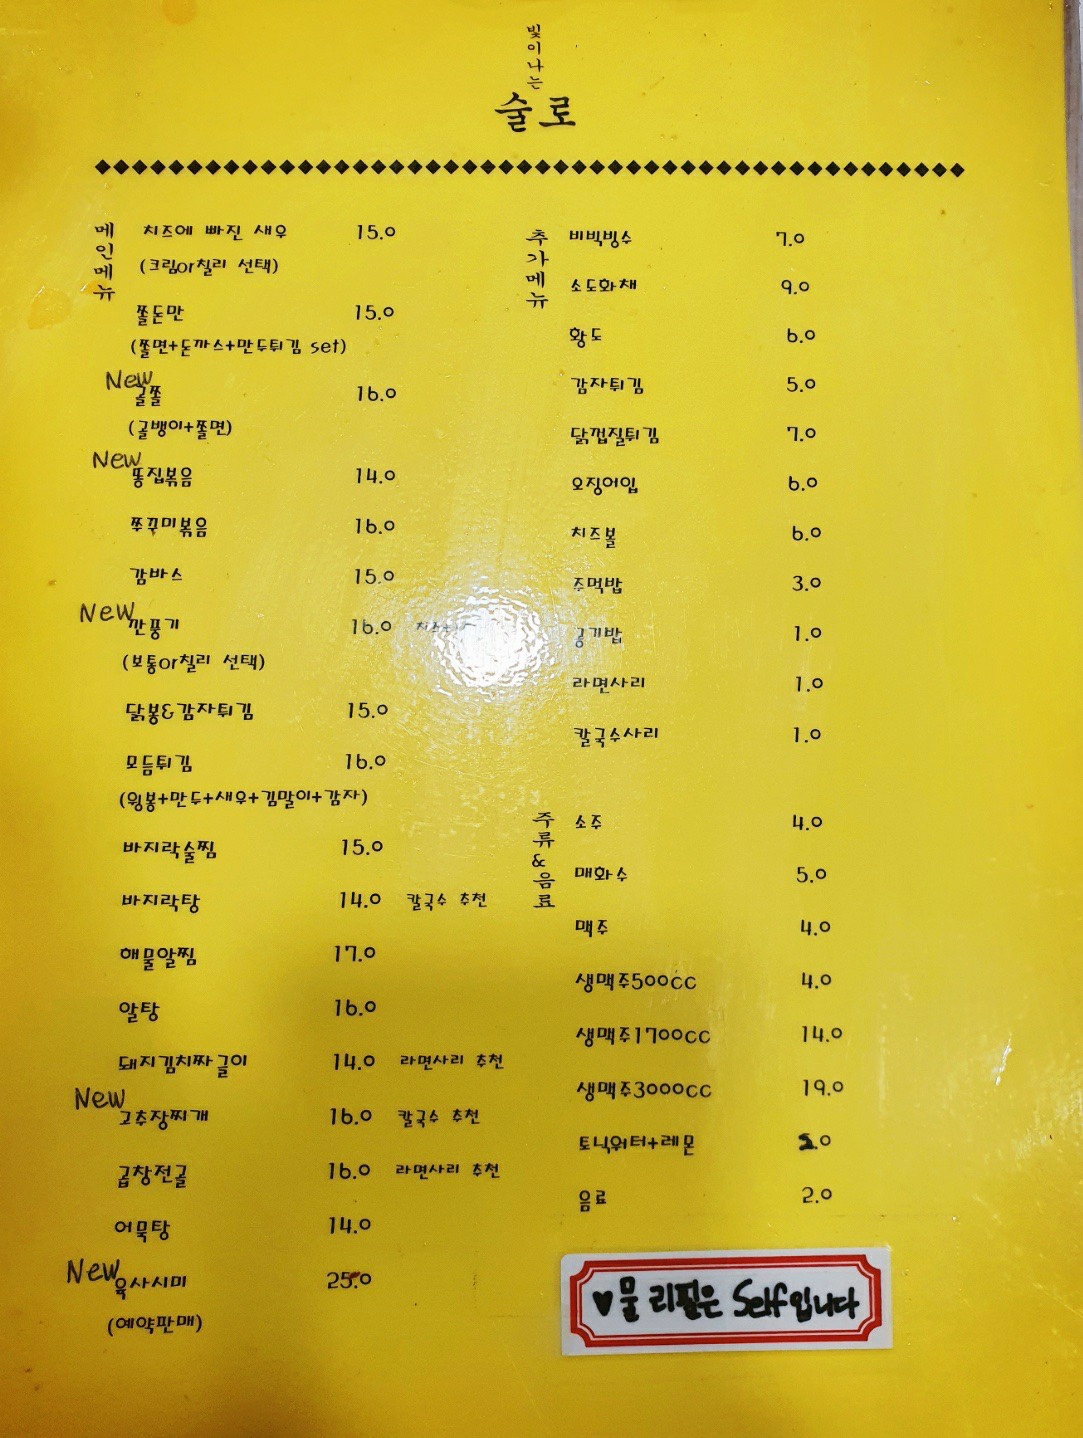 빛이나는
술로
메인메뉴
치즈에 빠진 새우 15.0
(크림or칠리 선택)
쫄돈만 15.0
(쫄면+돈까스+만두튀김 set)
New
골쫄 16.0
(골뱅이+쫄면)
New
똥집볶음 14.0
쭈꾸미볶음 16.0
감바스 15.0
New
깐풍기 16.0
(보통or칠리 선택)
닭봉&감자튀김 15.0
모듬튀김 16.0
(윙봉+만두+새우+김말이+감자)
바지락술찜 15.0
바지락탕 14.0 칼국수 추천
해물알찜 17.0
알탕 16.0
돼지김치짜글이 14.0 라면사리 추천
New
고추장찌개 16.0 칼국수 추천
곱창전골 16.0 라면사리 추천
어묵탕 14.0
New
육사시미 25.0
(예약판매)
추가메뉴
비빅빙수 7.0
소도화채 9.0
황도 6.0
감자튀김 5.0
닭껍질튀김 7.0
오징어입 6.0
치즈볼 6.0
주먹밥 3.0
공기밥 1.0
라면사리 1.0
칼국수사리 1.0
주류&음료
소주 4.0
매화수 5.0
맥주 4.0
생맥주500cc 4.0
생맥주1700cc 14.0
생맥주3000cc 19.0
토닉워터+레몬
음료 2.0
♥물 리필은 Self입니다